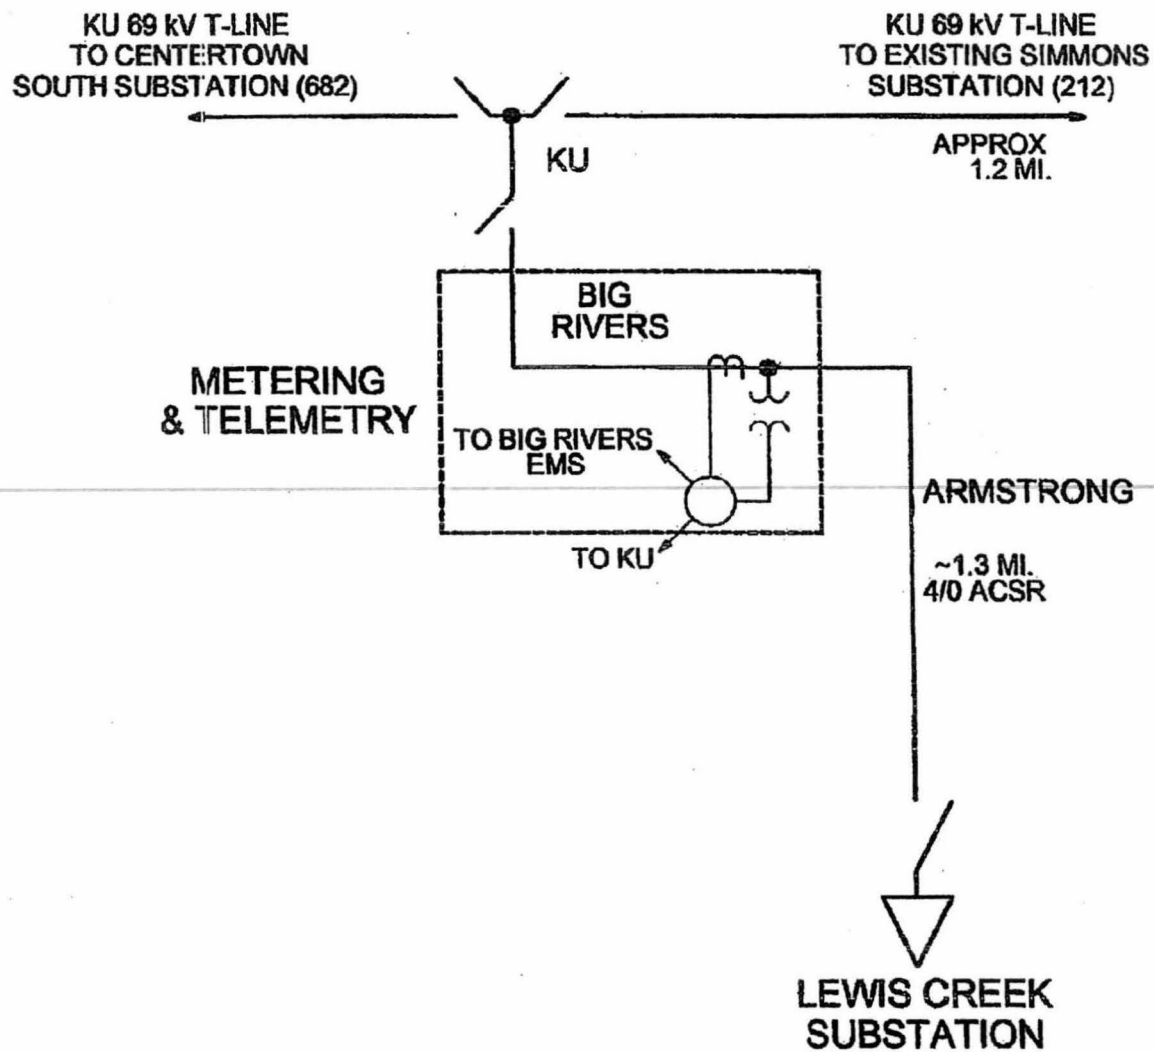 KU 69 kV T-LINE
TO CENTERTOWN
SOUTH SUBSTATION (682)
KU 69 kV T-LINE
TO EXISTING SIMMONS
SUBSTATION (212)
APPROX
1.2 MI.
KU
BIG
RIVERS
METERING
& TELEMETRY
TO BIG RIVERS
EMS
TO KU
ARMSTRONG
~1.3 MI.
4/0 ACSR
LEWIS CREEK
SUBSTATION